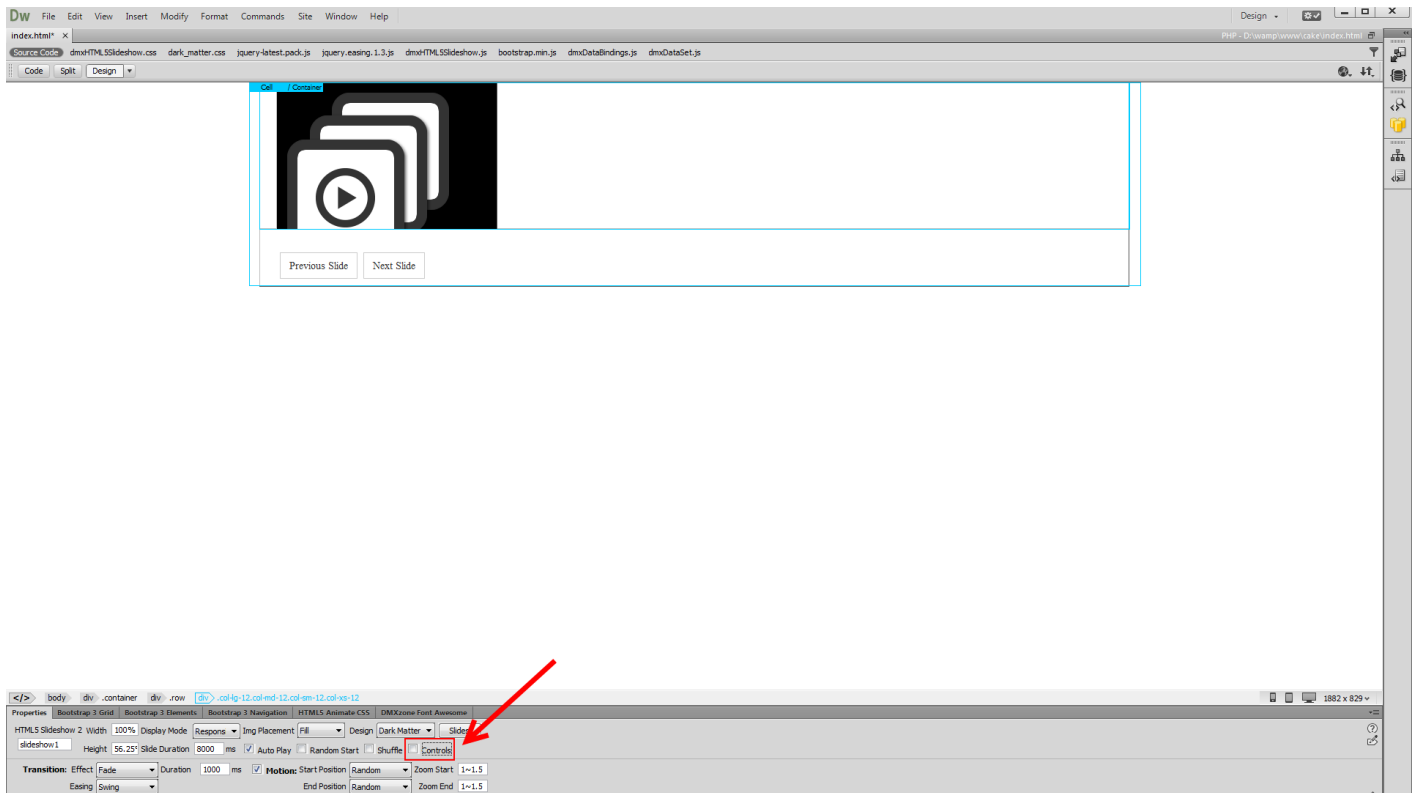 Dw File Edit View Insert Modify Format Commands Site Window Help Design
index.html* × PHP - D:\wamp\www\cake\index.html
Source Code dmxHTML5Slideshow.css dark_matter.css jquery-latest.pack.js jquery.easing.1.3.js dmxHTML5Slideshow.js bootstrap.min.js dmxDataBindings.js dmxDataSet.js
Code Split Design
Cell / Container
Previous Slide Next Slide
</> body div .container div .row div .col-lg-12.col-md-12.col-sm-12.col-xs-12 1882 x 829
Properties Bootstrap 3 Grid Bootstrap 3 Elements Bootstrap 3 Navigation HTML5 Animate CSS DMXzone Font Awesome
HTML5 Slideshow 2 Width 100% Display Mode Respons Img Placement Fill Design Dark Matter
slideshow1 Height 56.25% Slide Duration 8000 ms Auto Play Random Start Shuffle Controls
Transition: Effect Fade Duration 1000 ms Motion: Start Position Random Zoom Start 1~1.5
Easing Swing End Position Random Zoom End 1~1.5